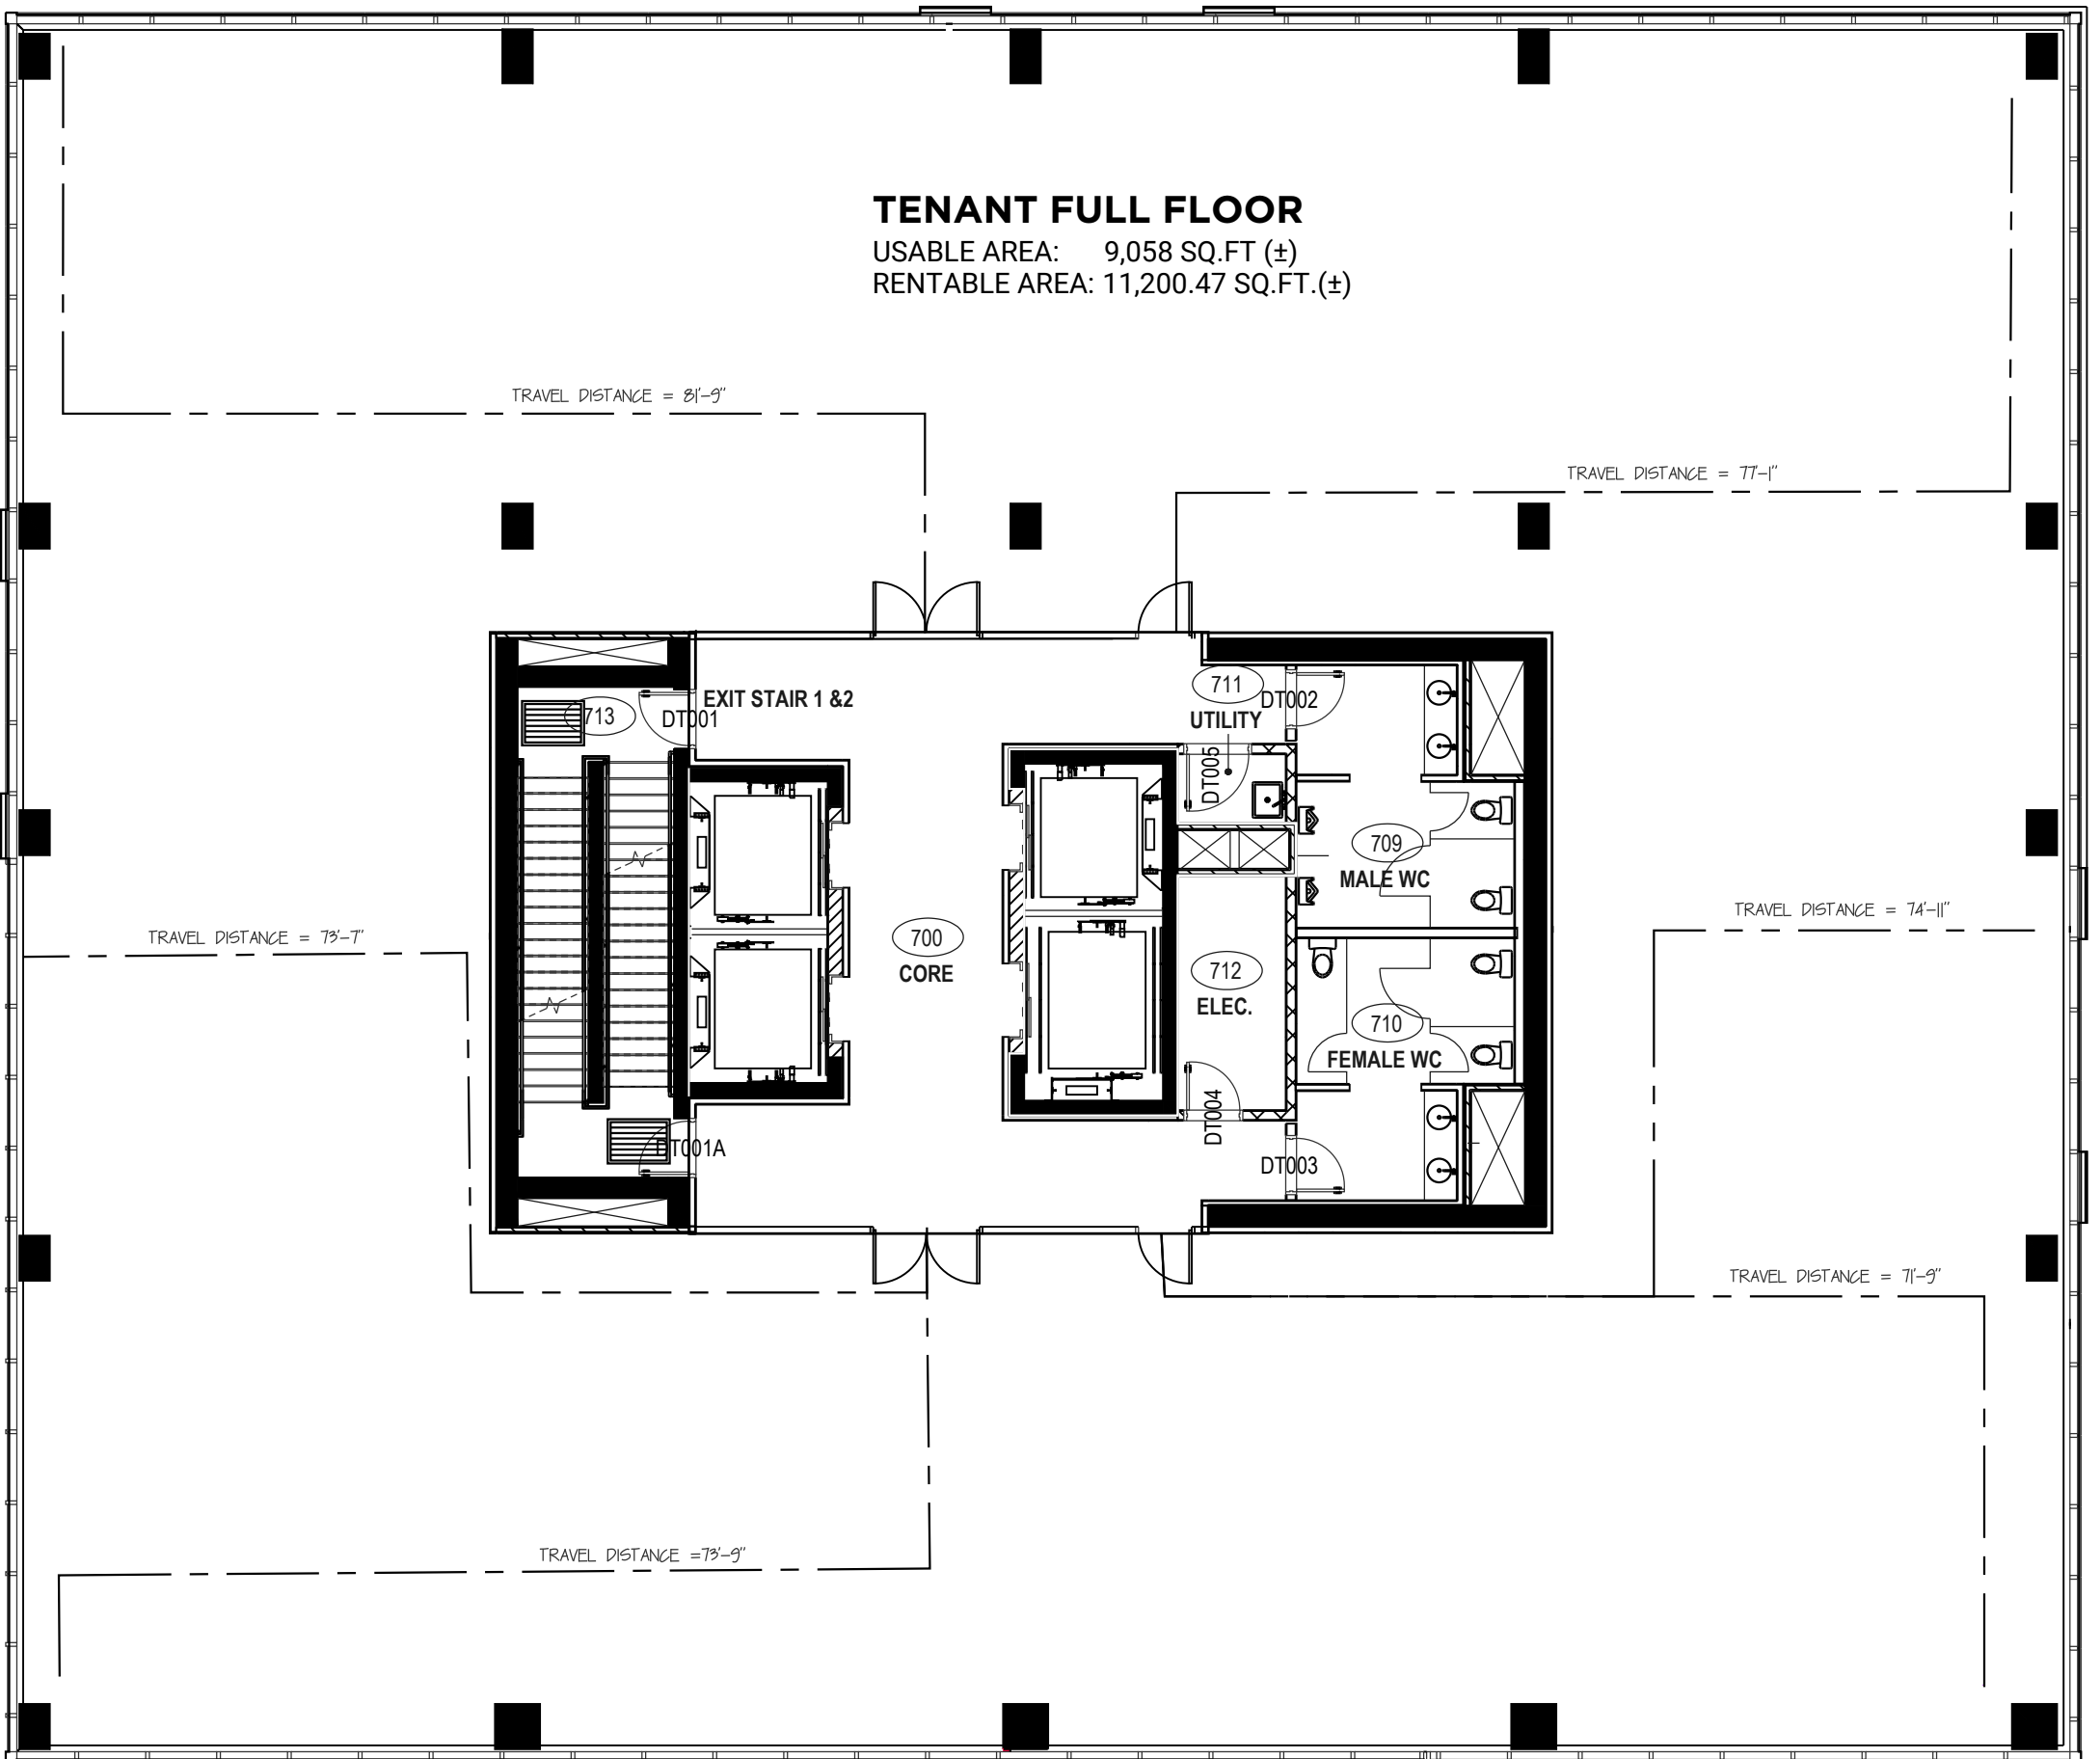 TENANT FULL FLOOR
USABLE AREA: 9,058 SQ.FT (±)
RENTABLE AREA: 11,200.47 SQ.FT.(±)
TRAVEL DISTANCE = 81'-9"
TRAVEL DISTANCE = 77'-1"
711
DT002
EXIT STAIR 1 &2
713
DT001
UTILITY
DT005
709
MALE WC
TRAVEL DISTANCE = 74'-11"
TRAVEL DISTANCE = 73'-7"
700
CORE
712
ELEC.
710
FEMALE WC
DT004
DT001A
DT003
TRAVEL DISTANCE = 71'-9"
TRAVEL DISTANCE =73'-9"